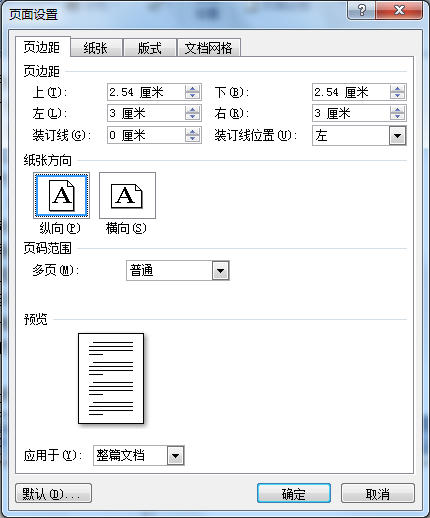 页面设置
页边距 纸张 版式 文档网格
页边距
上(T): 2.54 厘米 下(B): 2.54 厘米
左(L): 3 厘米 右(R): 3 厘米
装订线(G): 0 厘米 装订线位置(U): 左
纸张方向
A A
纵向(P) 横向(S)
页码范围
多页(M): 普通
预览
应用于(Y): 整篇文档
默认(D)... 确定 取消